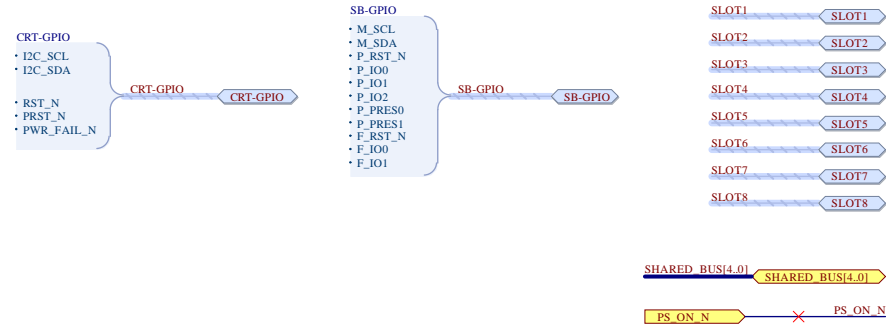 CRT-GPIO
I2C_SCL
I2C_SDA
RST_N
PRST_N
PWR_FAIL_N
CRT-GPIO
CRT-GPIO
SB-GPIO
M_SCL
M_SDA
P_RST_N
P_IO0
P_IO1
P_IO2
P_PRES0
P_PRES1
F_RST_N
F_IO0
F_IO1
SB-GPIO
SB-GPIO
SLOT1 SLOT1
SLOT2 SLOT2
SLOT3 SLOT3
SLOT4 SLOT4
SLOT5 SLOT5
SLOT6 SLOT6
SLOT7 SLOT7
SLOT8 SLOT8
SHARED_BUS[4..0] SHARED_BUS[4..0]
PS_ON_N PS_ON_N